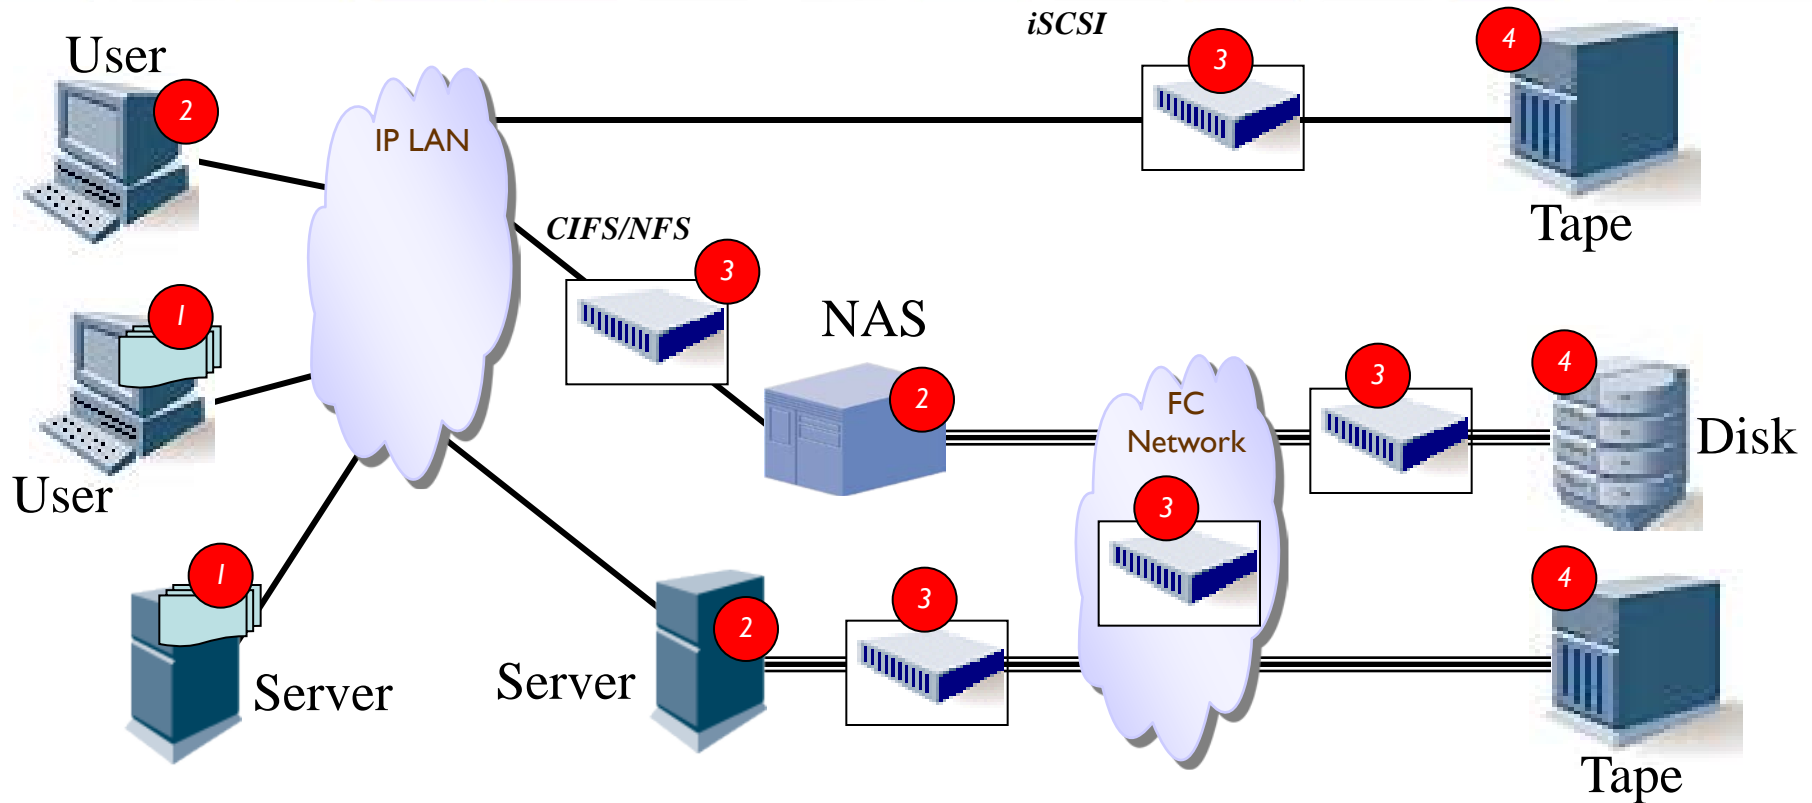 iSCSI
3
4
User
2
IP LAN
Tape
CIFS/NFS
3
1
NAS
4
3
2
FC
Network
Disk
User
3
1
4
3
2
Server
Server
Tape